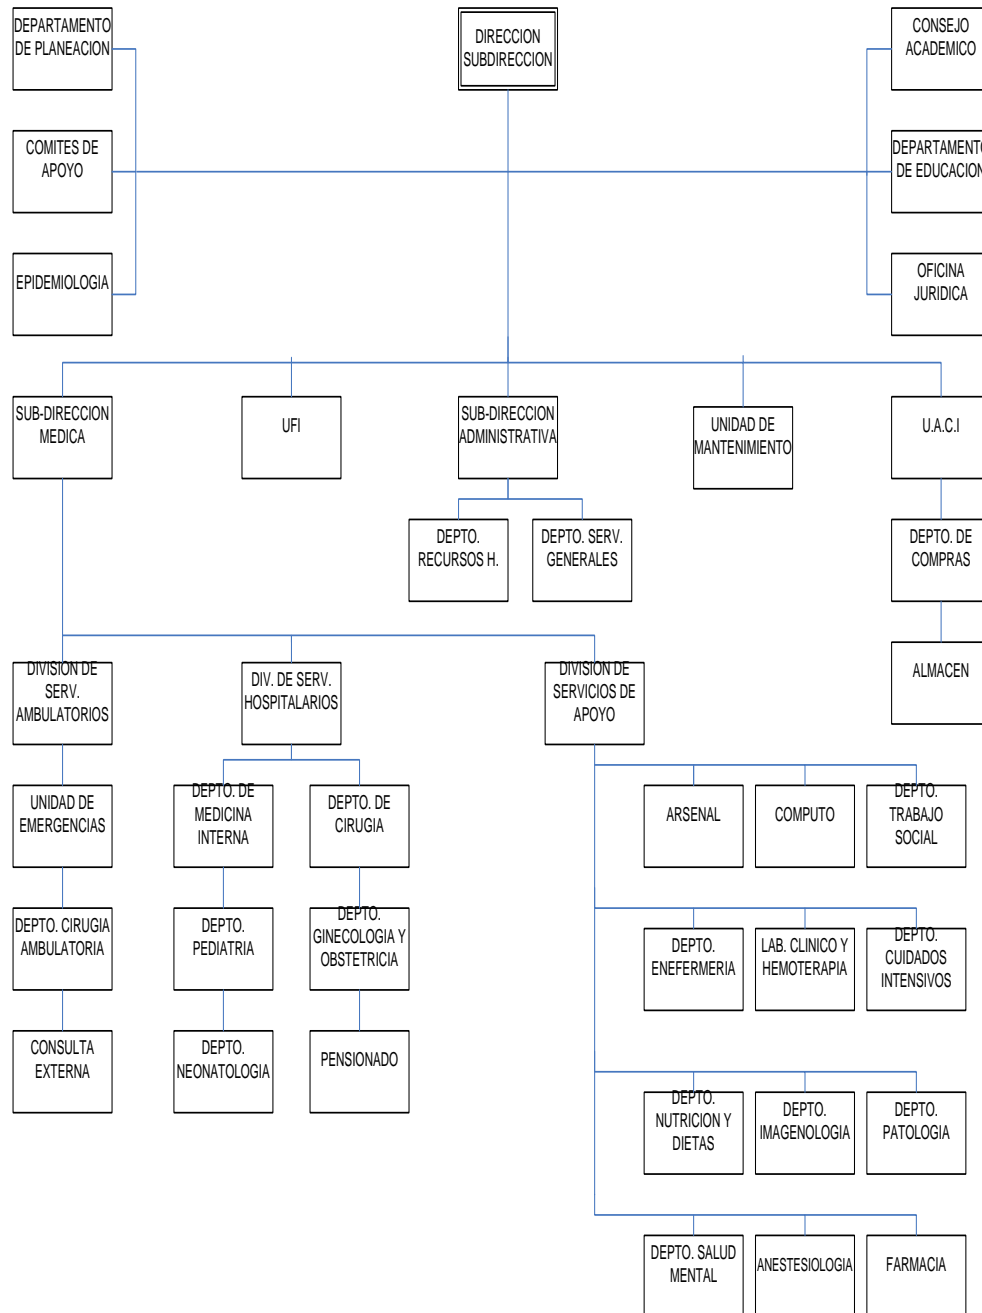 DEPARTAMENTO
DE PLANEACION
DIRECCION
SUBDIRECCION
CONSEJO
ACADEMICO
COMITES DE
APOYO
DEPARTAMENTO
DE EDUCACION
EPIDEMIOLOGIA
OFICINA
JURIDICA
SUB-DIRECCION
MEDICA
UFI
SUB-DIRECCION
ADMINISTRATIVA
UNIDAD DE
MANTENIMIENTO
U.A.C.I
DEPTO.
RECURSOS H.
DEPTO. SERV.
GENERALES
DEPTO. DE
COMPRAS
DIVISION DE
SERV.
AMBULATORIOS
DIV. DE SERV.
HOSPITALARIOS
DIVISION DE
SERVICIOS DE
APOYO
ALMACEN
UNIDAD DE
EMERGENCIAS
DEPTO. DE
MEDICINA
INTERNA
DEPTO. DE
CIRUGIA
ARSENAL
COMPUTO
DEPTO.
TRABAJO
SOCIAL
DEPTO. CIRUGIA
AMBULATORIA
DEPTO.
PEDIATRIA
DEPTO.
GINECOLOGIA Y
OBSTETRICIA
DEPTO.
ENEFERMERIA
LAB. CLINICO Y
HEMOTERAPIA
DEPTO.
CUIDADOS
INTENSIVOS
CONSULTA
EXTERNA
DEPTO.
NEONATOLOGIA
PENSIONADO
DEPTO.
NUTRICION Y
DIETAS
DEPTO.
IMAGENOLOGIA
DEPTO.
PATOLOGIA
DEPTO. SALUD
MENTAL
ANESTESIOLOGIA
FARMACIA